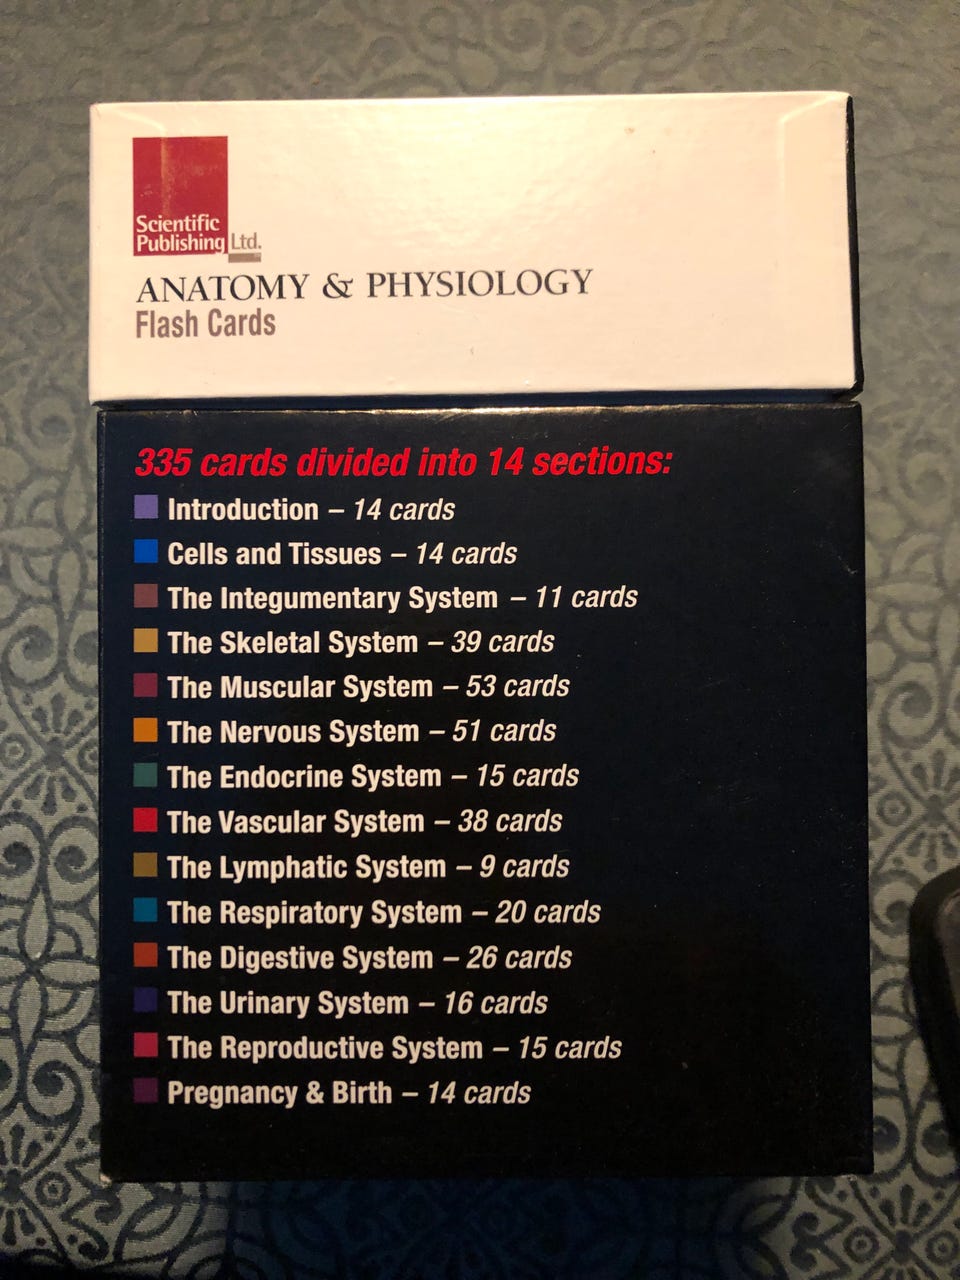 Scientific
Publishing Ltd.
ANATOMY & PHYSIOLOGY
Flash Cards
335 cards divided into 14 sections:
Introduction – 14 cards
Cells and Tissues – 14 cards
The Integumentary System – 11 cards
The Skeletal System – 39 cards
The Muscular System – 53 cards
The Nervous System – 51 cards
The Endocrine System – 15 cards
The Vascular System – 38 cards
The Lymphatic System – 9 cards
The Respiratory System – 20 cards
The Digestive System – 26 cards
The Urinary System – 16 cards
The Reproductive System – 15 cards
Pregnancy & Birth – 14 cards